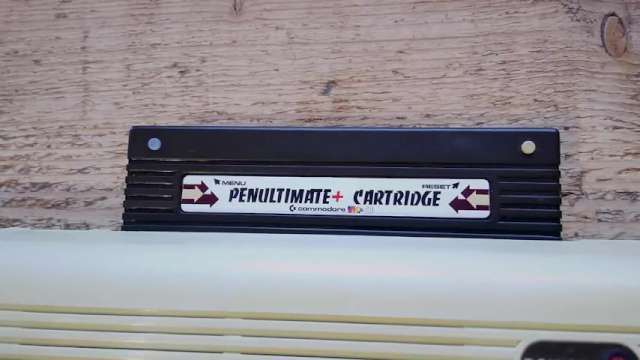 MENU RESET
PENULTIMATE+ CARTRIDGE
commodore